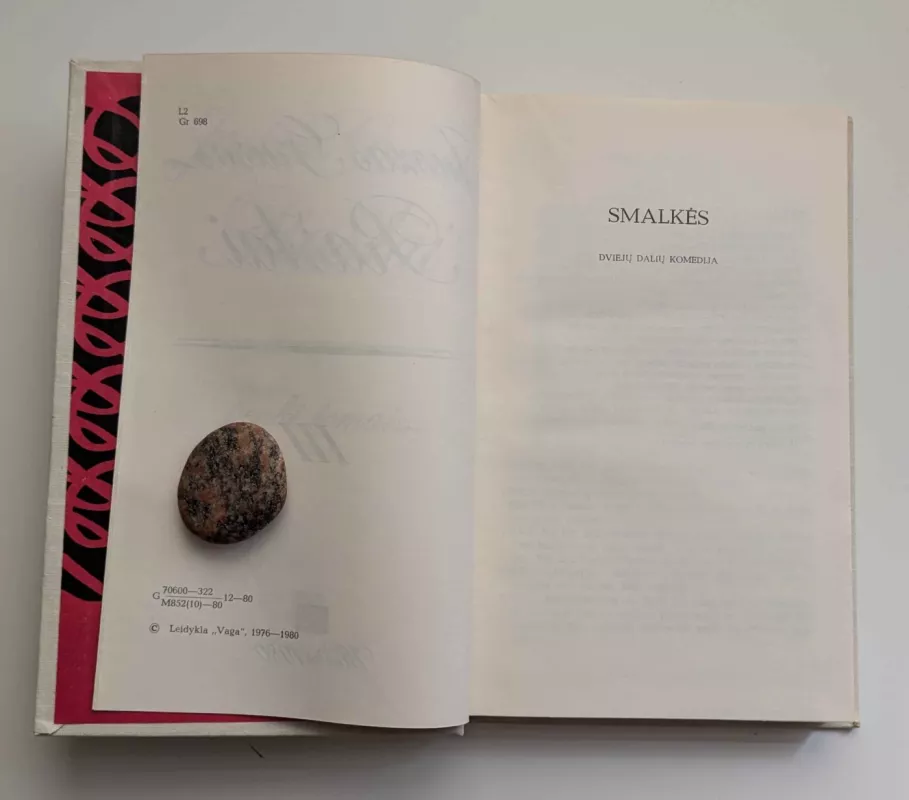 L2
Gr 698
G 70600—322 12—80
M852(10)—80
© Leidykla „Vaga“, 1976—1980
SMALKĖS
DVIEJŲ DALIŲ KOMEDIJA